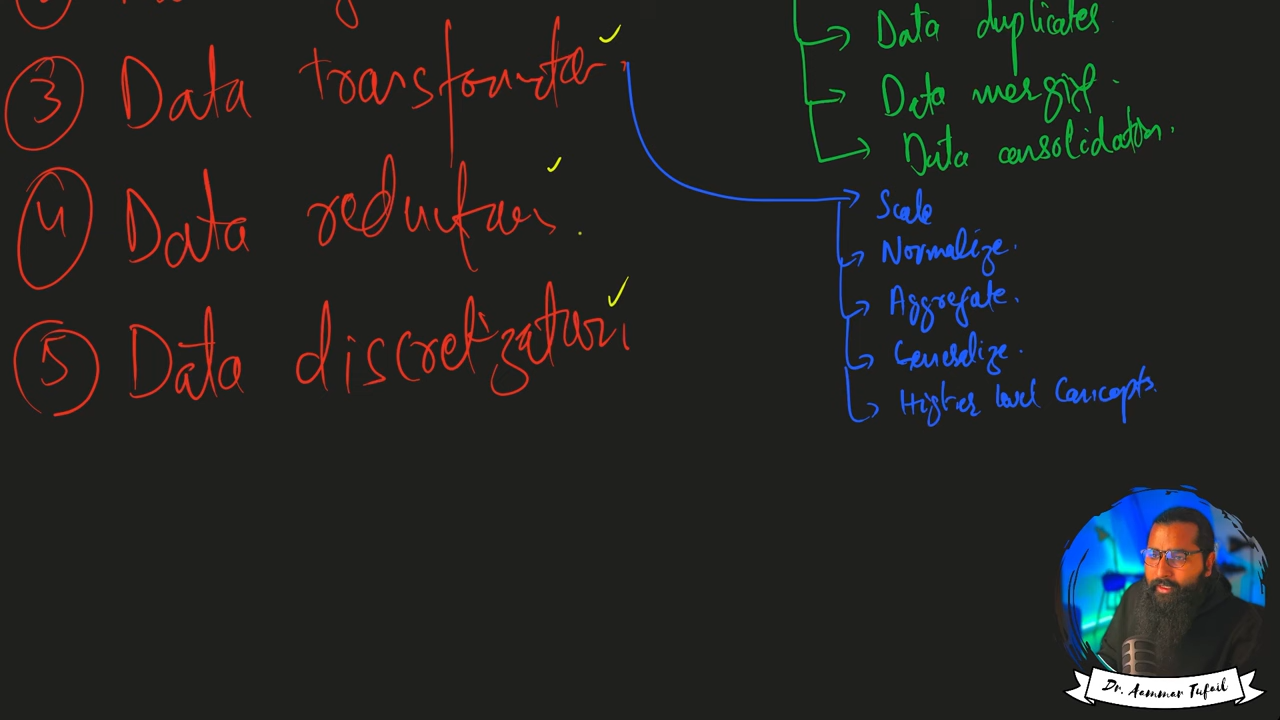 ③ Data transformation
④ Data reduction
⑤ Data discretization
Data duplicates.
Data merging.
Data consolidation.
Scale
Normalize.
Aggregate.
Generalize.
Higher level Concepts.
Dr. Aammar Tufail